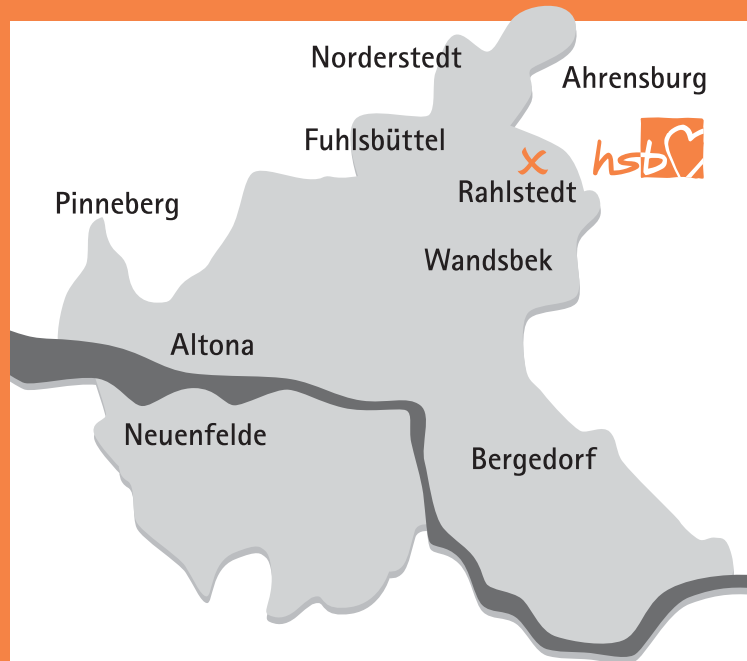 Norderstedt
Ahrensburg
Fuhlsbüttel
hsb
Rahlstedt
Pinneberg
Wandsbek
Altona
Neuenfelde
Bergedorf